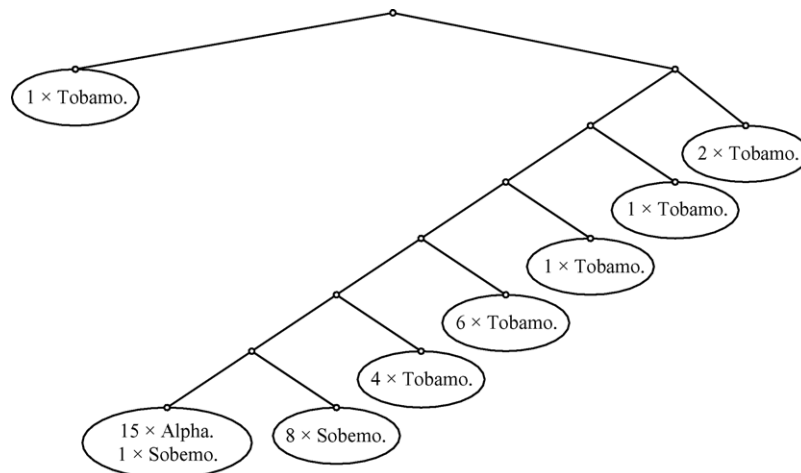 1 × Tobamo.
2 × Tobamo.
1 × Tobamo.
1 × Tobamo.
6 × Tobamo.
4 × Tobamo.
15 × Alpha.
1 × Sobemo.
8 × Sobemo.